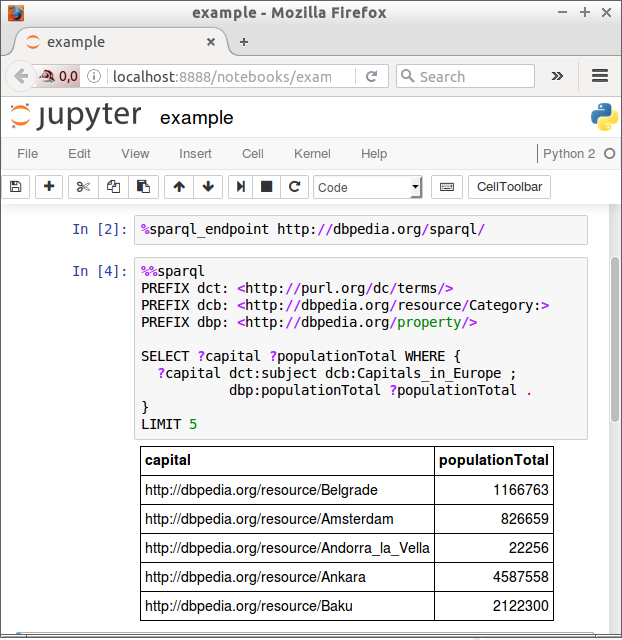 example - Mozilla Firefox
example
0,0 localhost:8888/notebooks/exam Search
jupyter example
File Edit View Insert Cell Kernel Help Python 2
Code CellToolbar
In [2]: %sparql_endpoint http://dbpedia.org/sparql/
In [4]: %%sparql
PREFIX dct: <http://purl.org/dc/terms/>
PREFIX dcb: <http://dbpedia.org/resource/Category:>
PREFIX dbp: <http://dbpedia.org/property/>
SELECT ?capital ?populationTotal WHERE {
?capital dct:subject dcb:Capitals_in_Europe ;
dbp:populationTotal ?populationTotal .
}
LIMIT 5
capital populationTotal
http://dbpedia.org/resource/Belgrade 1166763
http://dbpedia.org/resource/Amsterdam 826659
http://dbpedia.org/resource/Andorra_la_Vella 22256
http://dbpedia.org/resource/Ankara 4587558
http://dbpedia.org/resource/Baku 2122300